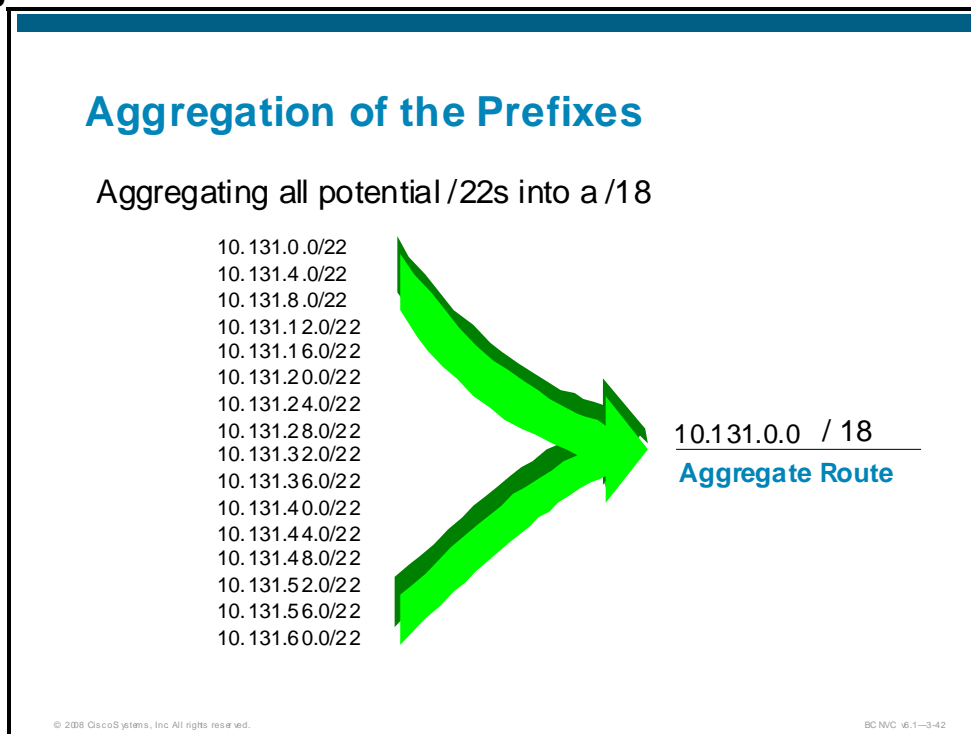 Aggregation of the Prefixes
Aggregating all potential /22s into a /18
10.131.0.0/22
10.131.4.0/22
10.131.8.0/22
10.131.12.0/22
10.131.16.0/22
10.131.20.0/22
10.131.24.0/22
10.131.28.0/22
10.131.32.0/22
10.131.36.0/22
10.131.40.0/22
10.131.44.0/22
10.131.48.0/22
10.131.52.0/22
10.131.56.0/22
10.131.60.0/22
10.131.0.0 / 18
Aggregate Route
© 2008 Cisco Systems, Inc. All rights reserved.
BCNVC v6.1—3-42